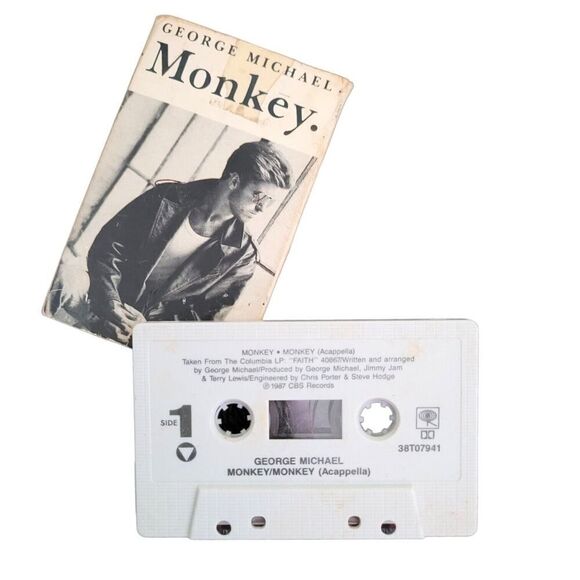 GEORGE MICHAEL
Monkey.
MONKEY • MONKEY (Acappella)
Taken From The Columbia LP: "FAITH" 40867/Written and arranged
by George Michael/Produced by George Michael, Jimmy Jam
& Terry Lewis/Engineered by Chris Porter & Steve Hodge
℗ 1987 CBS Records
SIDE 1
38T07941
GEORGE MICHAEL
MONKEY/MONKEY (Acappella)